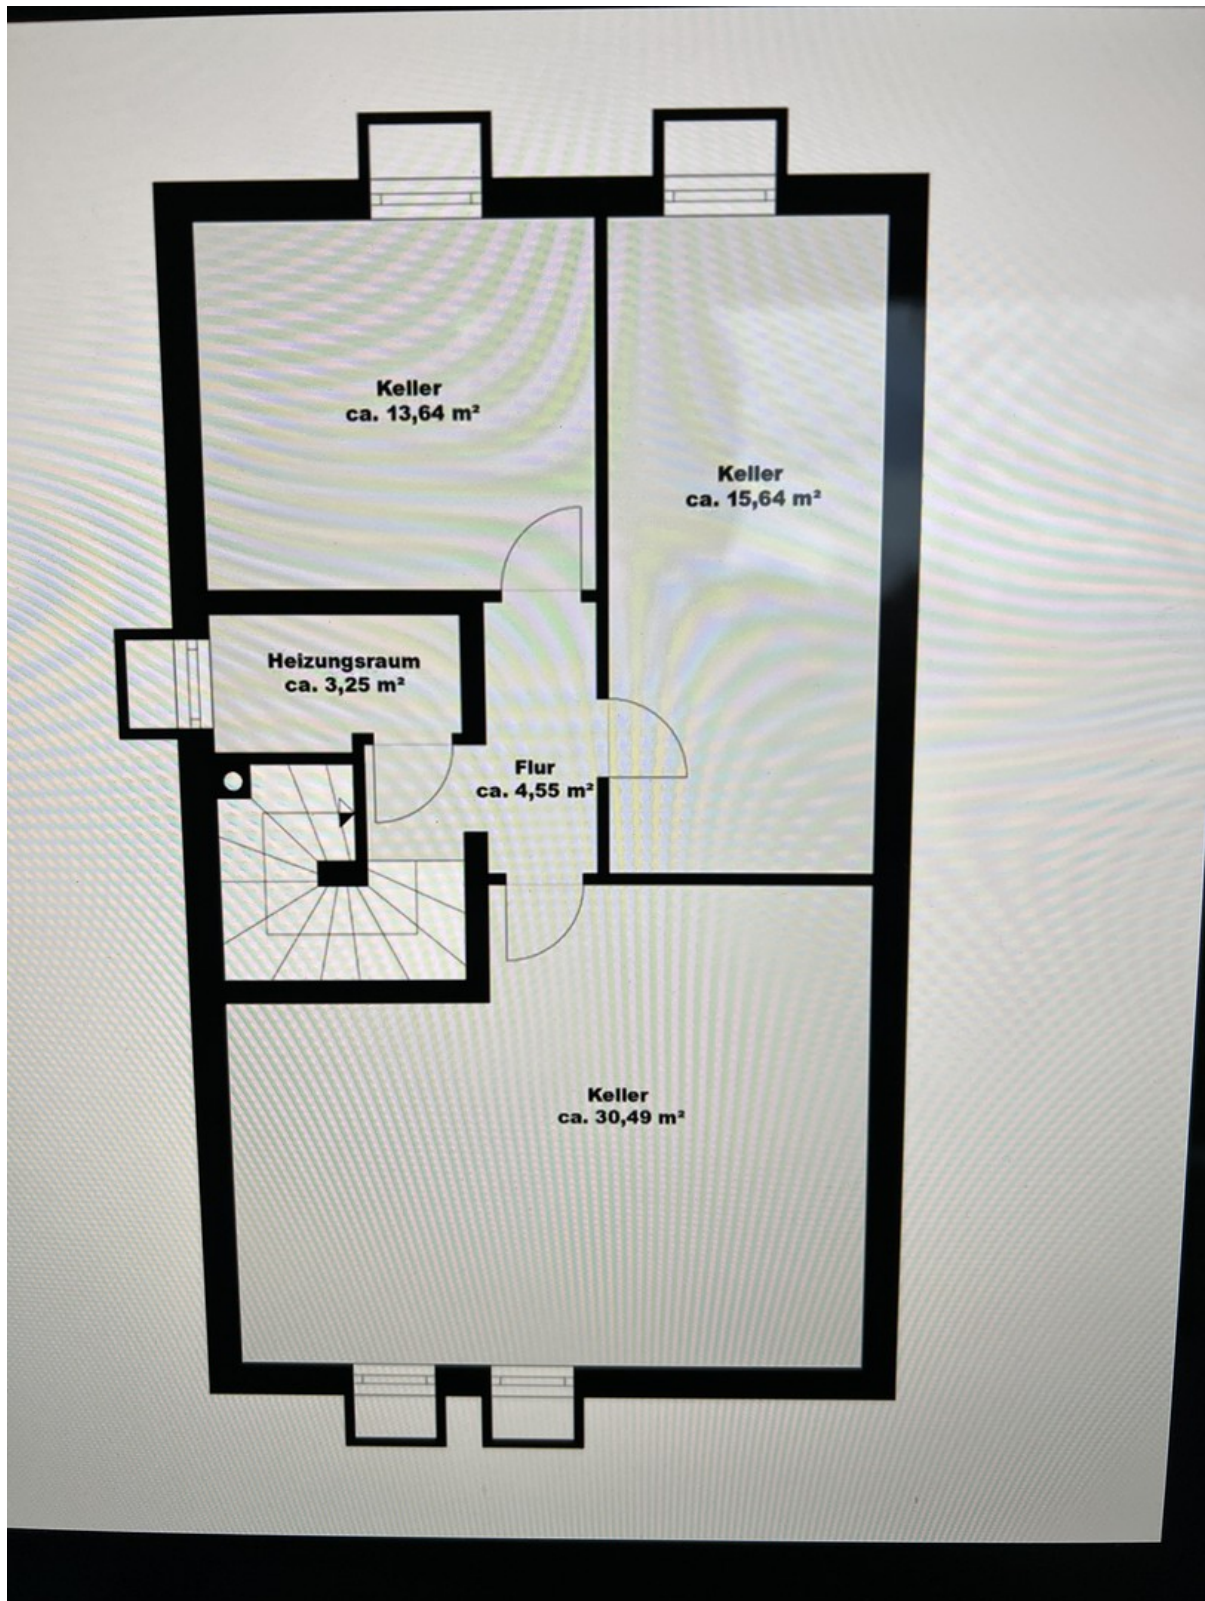 Keller
ca. 13,64 m²
Keller
ca. 15,64 m²
Heizungsraum
ca. 3,25 m²
Flur
ca. 4,55 m²
Keller
ca. 30,49 m²